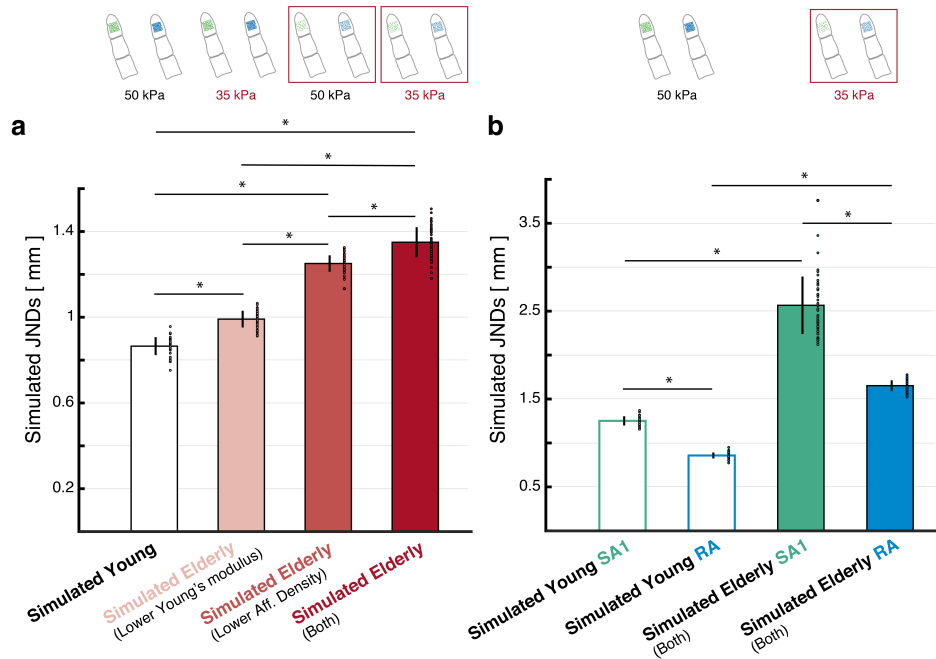 50 kPa
35 kPa
50 kPa
35 kPa
50 kPa
35 kPa
a
*
*
*
*
*
*
Simulated JNDs [ mm ]
1.4
1
0.6
0.2
Simulated Young
Simulated Elderly
(Lower Young's modulus)
Simulated Elderly
(Lower Aff. Density)
Simulated Elderly
(Both)
b
*
*
*
*
Simulated JNDs [ mm ]
3.5
2.5
1.5
0.5
Simulated Young SA1
Simulated Young RA
Simulated Elderly SA1
(Both)
Simulated Elderly RA
(Both)